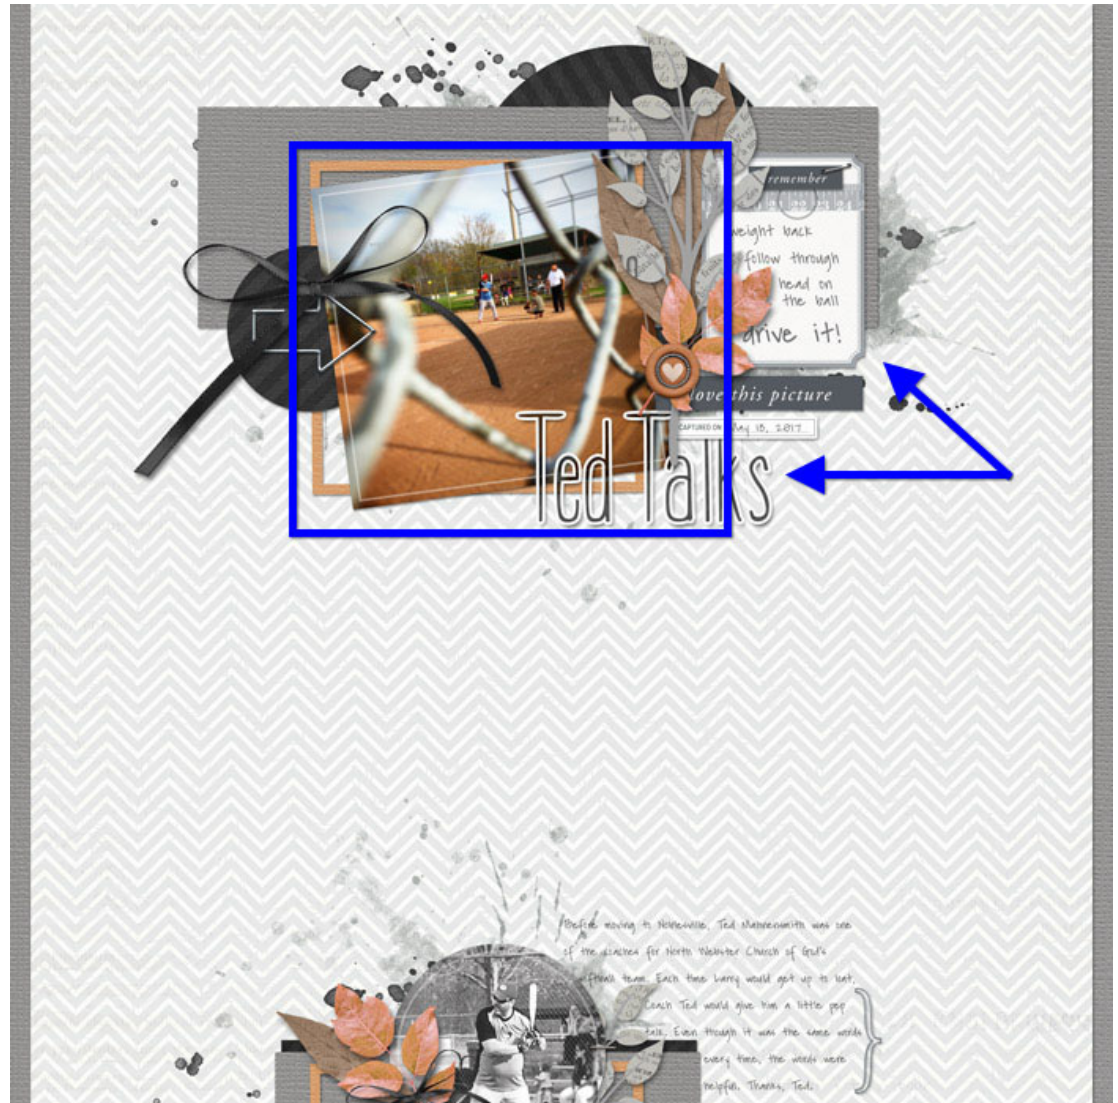 remember
weight back
follow through
head on
the ball
drive it!
love this picture
CAPTURED ON May 18, 2017
Ted Talks
Before moving to Noblesville, Ted Mahnensmith was one
of the coaches for North Webster Church of God's
softball team. Each time Larry would get up to bat,
Coach Ted would give him a little pep
talk. Even though it was the same words
every time, the words were
helpful. Thanks, Ted.